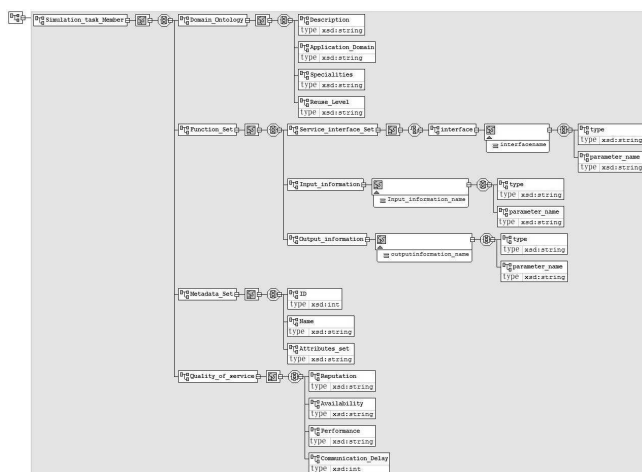 Simulation_task_Member
Domain_Ontology
Description
type xsd:string
Application_Domain
type xsd:string
Specialities
type xsd:string
Reuse_Level
type xsd:string
Function_Set
Service_interface_Set
interface
interfacename
type
type xsd:string
parameter_name
type xsd:string
Input_information
Input_information_name
type
type xsd:string
parameter_name
type xsd:string
Output_information
outputinformation_name
type
type xsd:string
parameter_name
type xsd:string
Metadata_Set
ID
type xsd:int
Name
type xsd:string
Attributes_set
type xsd:string
Quality_of_service
Reputation
type xsd:string
Availability
type xsd:string
Performance
type xsd:string
Communication_Delay
type xsd:int